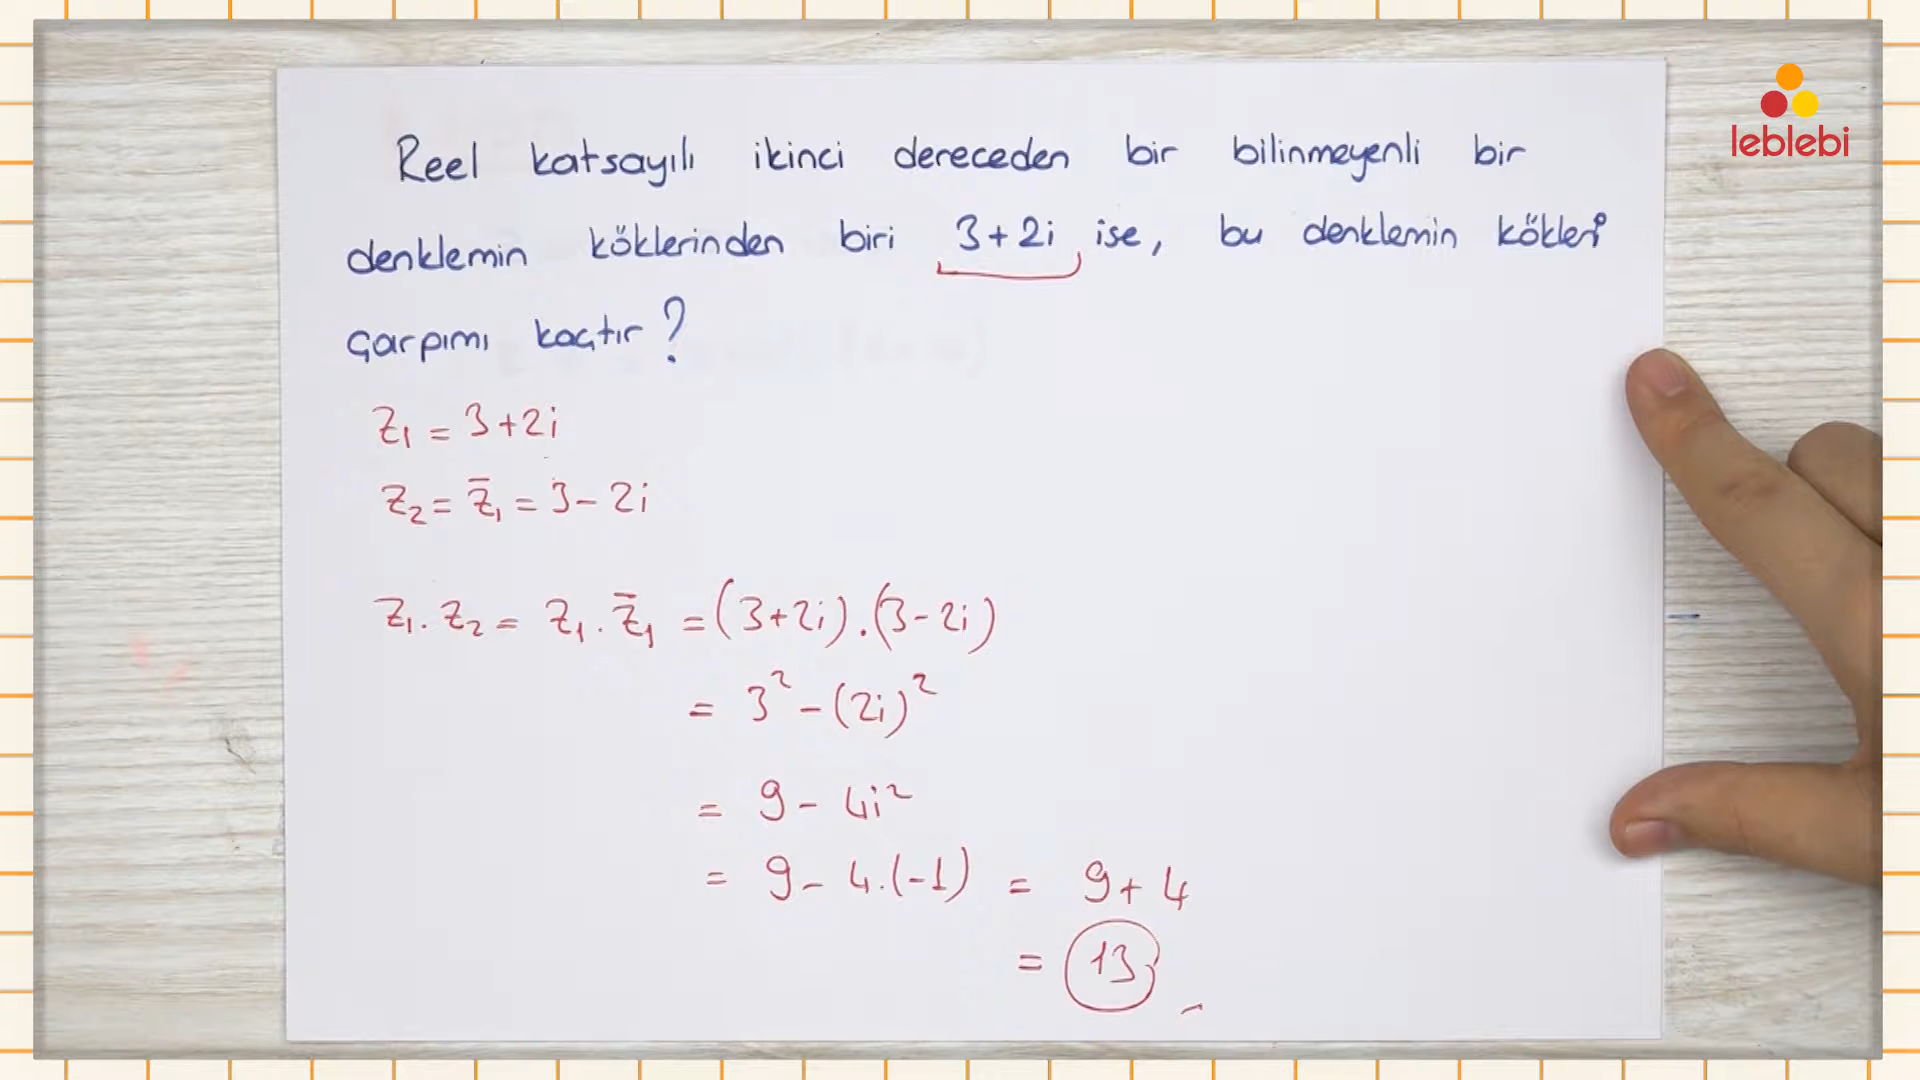 leblebi
Reel katsayılı ikinci dereceden bir bilinmeyenli bir
denklemin köklerinden biri 3+2i ise, bu denklemin kökleri
çarpımı kaçtır?
z₁ = 3+2i
z₂ = z̄₁ = 3-2i
z₁.z₂ = z₁.z̄₁ = (3+2i).(3-2i)
= 3² - (2i)²
= 9 - 4i²
= 9 - 4.(-1) = 9+4
= 13